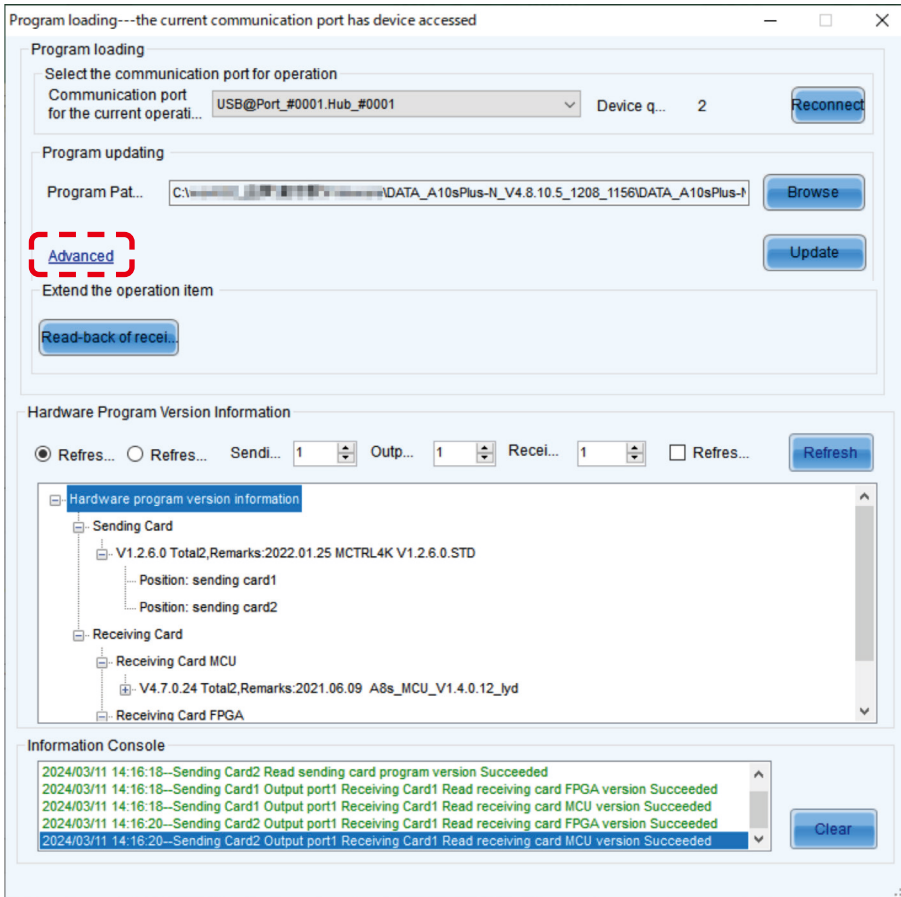 Program loading---the current communication port has device accessed
Program loading
Select the communication port for operation
Communication port
for the current operati...
USB@Port_#0001.Hub_#0001
Device q...
2
Reconnect
Program updating
Program Pat...
C:\
\DATA_A10sPlus-N_V4.8.10.5_1208_1156\DATA_A10sPlus-N
Browse
Advanced
Update
Extend the operation item
Read-back of recei...
Hardware Program Version Information
Refres...
Refres...
Sendi...
1
Outp...
1
Recei...
1
Refres...
Refresh
Hardware program version information
Sending Card
V1.2.6.0 Total2,Remarks:2022.01.25 MCTRL4K V1.2.6.0.STD
Position: sending card1
Position: sending card2
Receiving Card
Receiving Card MCU
V4.7.0.24 Total2,Remarks:2021.06.09 A8s_MCU_V1.4.0.12_lyd
Receiving Card FPGA
Information Console
2024/03/11 14:16:18--Sending Card2 Read sending card program version Succeeded
2024/03/11 14:16:18--Sending Card1 Output port1 Receiving Card1 Read receiving card FPGA version Succeeded
2024/03/11 14:16:18--Sending Card1 Output port1 Receiving Card1 Read receiving card MCU version Succeeded
2024/03/11 14:16:20--Sending Card2 Output port1 Receiving Card1 Read receiving card FPGA version Succeeded
2024/03/11 14:16:20--Sending Card2 Output port1 Receiving Card1 Read receiving card MCU version Succeeded
Clear